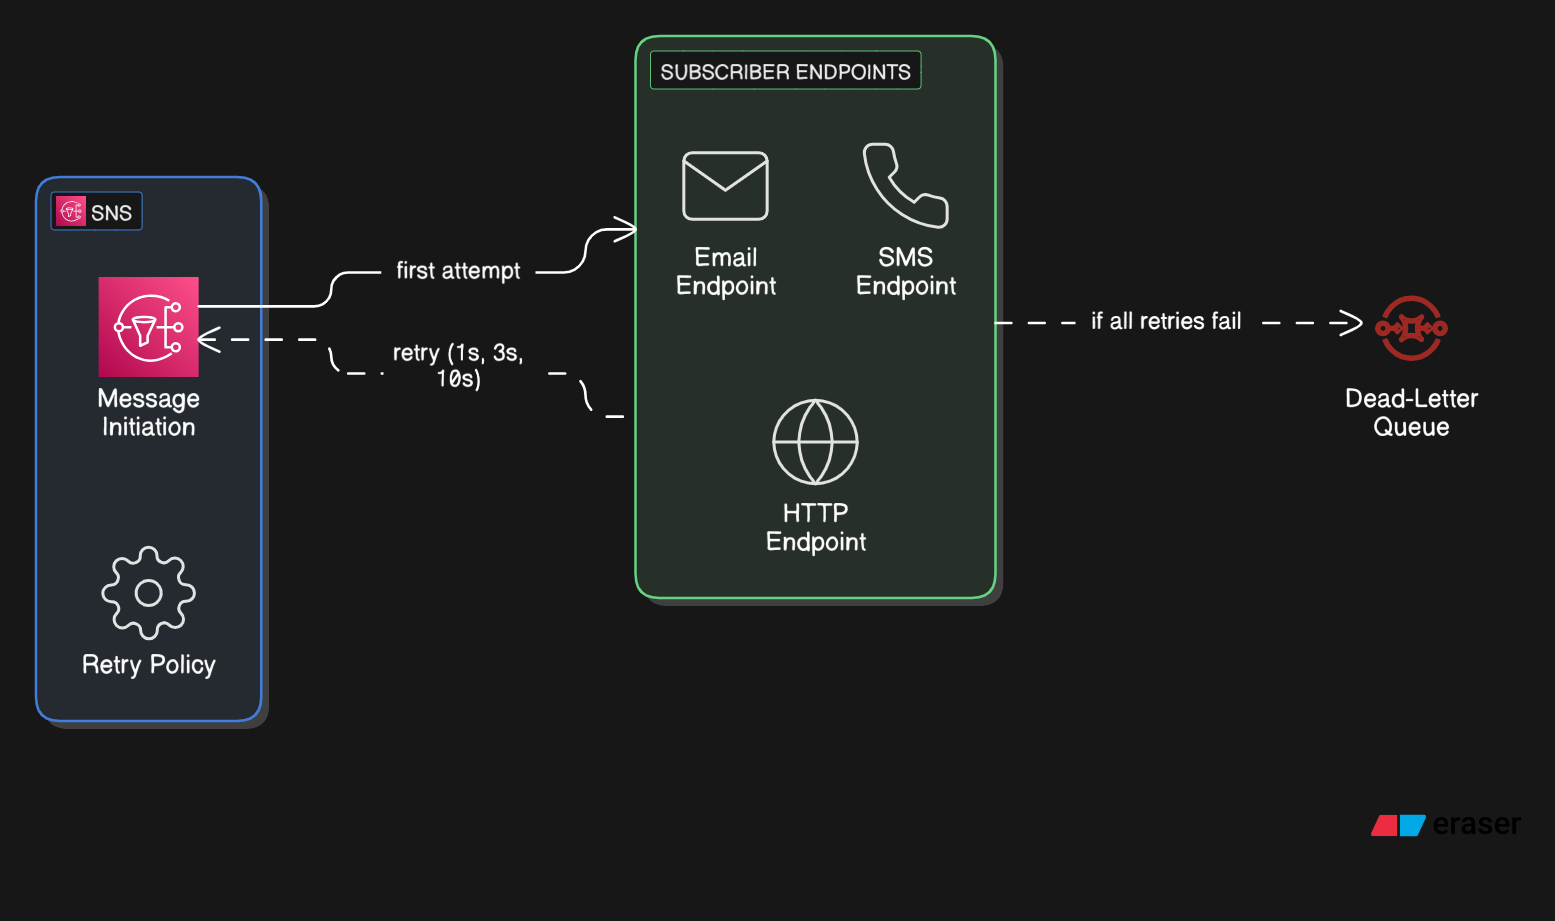 SUBSCRIBER ENDPOINTS
SNS
Email
Endpoint
SMS
Endpoint
first attempt
if all retries fail
retry (1s, 3s,
10s)
Message
Initiation
Dead-Letter
Queue
HTTP
Endpoint
Retry Policy
eraser